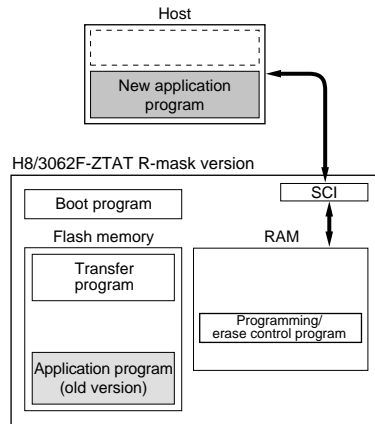 Host
New application
program
H8/3062F-ZTAT R-mask version
Boot program
SCI
Flash memory
RAM
Transfer
program
Programming/
erase control program
Application program
(old version)